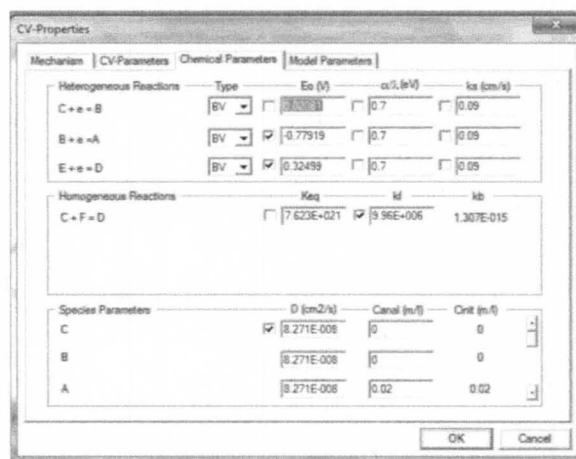 CV-Properties
Mechanism CV-Parameters Chemical Parameters Model Parameters
Heterogeneous Reactions Type Eo (V) α/λ (eV) ks (cm/s)
C + e = B BV 0.7 0.09
B + e =A BV -0.77919 0.7 0.09
E + e = D BV 0.32499 0.7 0.09
Homogeneous Reactions Keq kf kb
C + F = D 7.623E+021 9.96E+006 1.307E-015
Species Parameters D (cm2/s) Canal (m/l) Cinit (m/l)
C 8.271E-008 0 0
B 8.271E-008 0 0
A 8.271E-008 0.02 0.02
OK Cancel